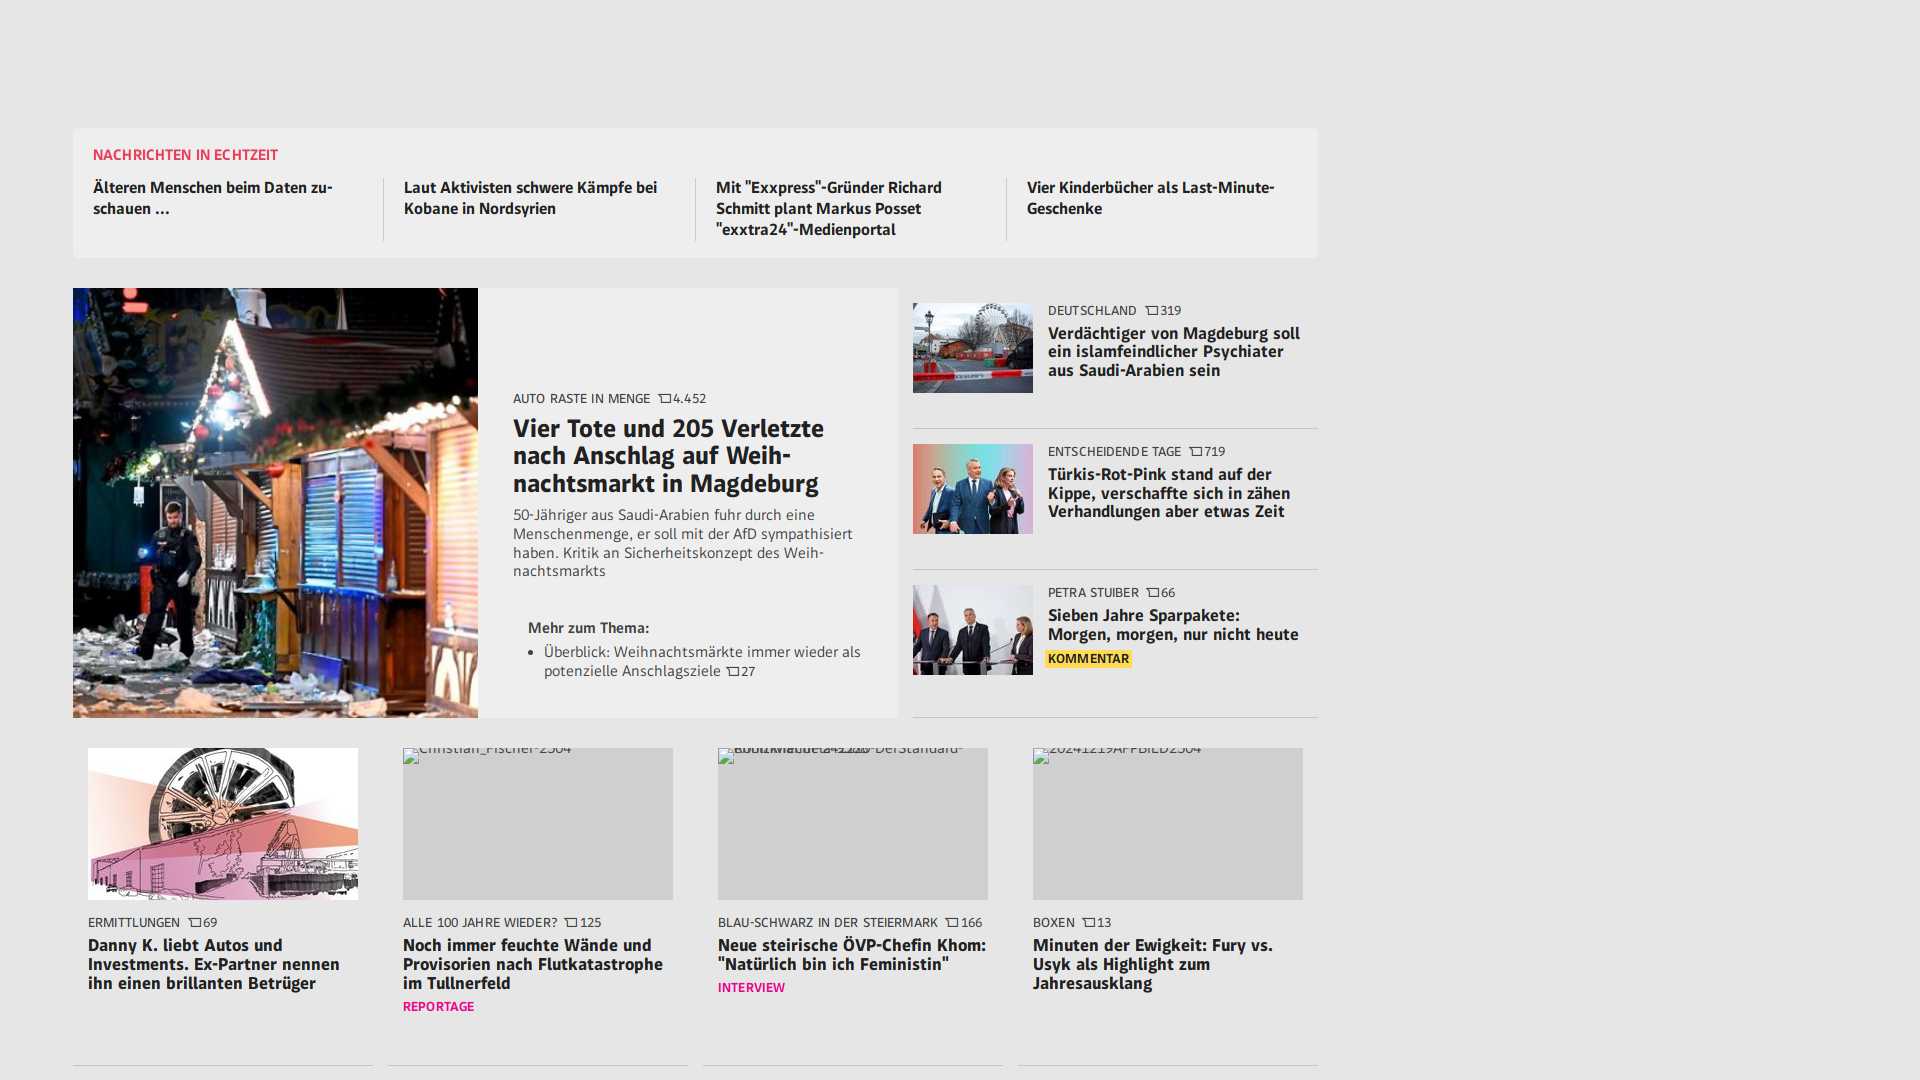 NACHRICHTEN IN ECHTZEIT
Älteren Menschen beim Daten zu-
schauen ...
Laut Aktivisten schwere Kämpfe bei
Kobane in Nordsyrien
Mit "Exxpress"-Gründer Richard
Schmitt plant Markus Posset
"exxtra24"-Medienportal
Vier Kinderbücher als Last-Minute-
Geschenke
AUTO RASTE IN MENGE 4.452
Vier Tote und 205 Verletzte
nach Anschlag auf Weih-
nachtsmarkt in Magdeburg
50-Jähriger aus Saudi-Arabien fuhr durch eine
Menschenmenge, er soll mit der AfD sympathisiert
haben. Kritik an Sicherheitskonzept des Weih-
nachtsmarkts
Mehr zum Thema:
• Überblick: Weihnachtsmärkte immer wieder als
potenzielle Anschlagsziele 27
DEUTSCHLAND 319
Verdächtiger von Magdeburg soll
ein islamfeindlicher Psychiater
aus Saudi-Arabien sein
ENTSCHEIDENDE TAGE 719
Türkis-Rot-Pink stand auf der
Kippe, verschaffte sich in zähen
Verhandlungen aber etwas Zeit
PETRA STUIBER 66
Sieben Jahre Sparpakete:
Morgen, morgen, nur nicht heute
KOMMENTAR
ERMITTLUNGEN 69
Danny K. liebt Autos und
Investments. Ex-Partner nennen
ihn einen brillanten Betrüger
Christian_Fischer-2504
ALLE 100 JAHRE WIEDER? 125
Noch immer feuchte Wände und
Provisorien nach Flutkatastrophe
im Tullnerfeld
REPORTAGE
BLAU-SCHWARZ IN DER STEIERMARK 166
Neue steirische ÖVP-Chefin Khom:
"Natürlich bin ich Feministin"
INTERVIEW
20241219AFPBILD2504
BOXEN 13
Minuten der Ewigkeit: Fury vs.
Usyk als Highlight zum
Jahresausklang